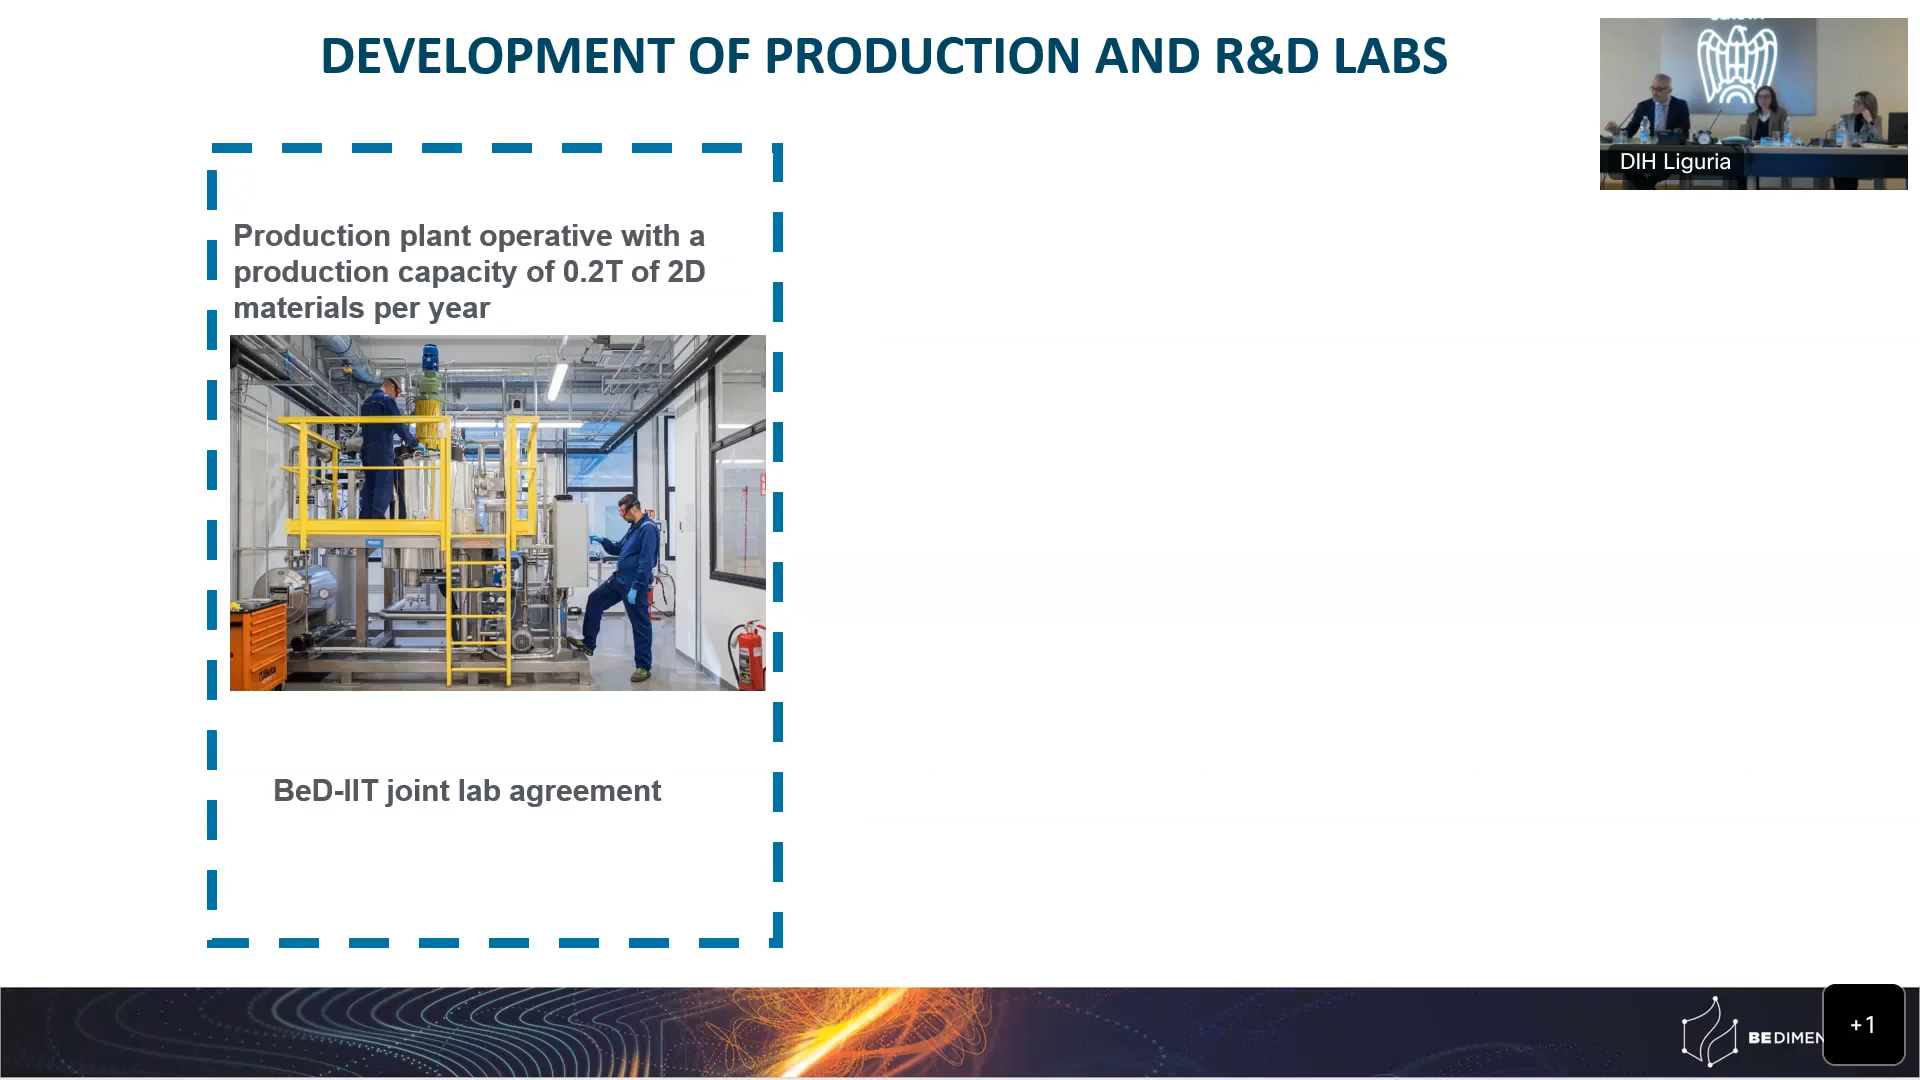 DEVELOPMENT OF PRODUCTION AND R&D LABS
DIH Liguria
Production plant operative with a
production capacity of 0.2T of 2D
materials per year
BeD-IIT joint lab agreement
BEDIMEN
+1